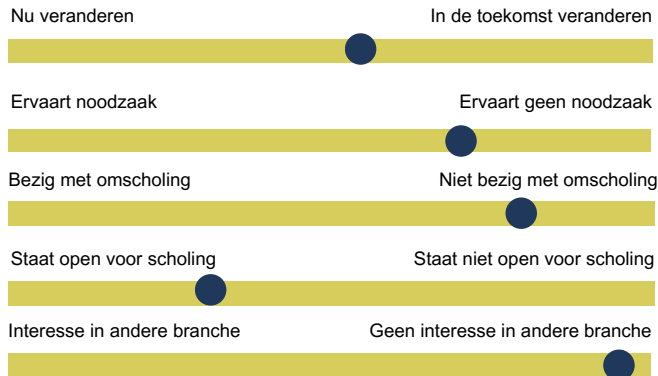 Nu veranderen In de toekomst veranderen
Ervaart noodzaak Ervaart geen noodzaak
Bezig met omscholing Niet bezig met omscholing
Staat open voor scholing Staat niet open voor scholing
Interesse in andere branche Geen interesse in andere branche